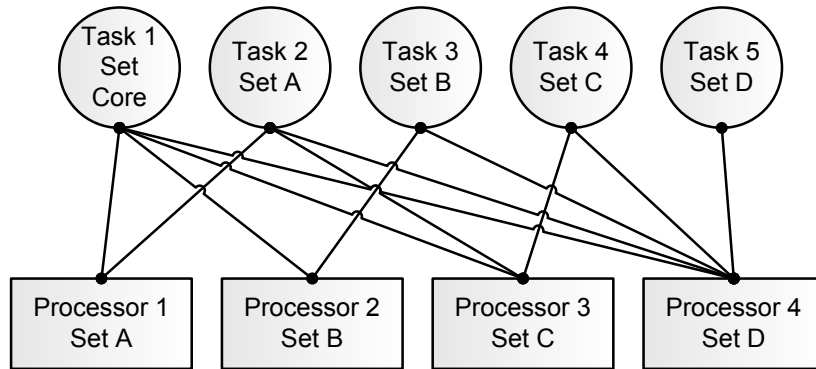 Task 1
Set
Core
Task 2
Set A
Task 3
Set B
Task 4
Set C
Task 5
Set D
Processor 1
Set A
Processor 2
Set B
Processor 3
Set C
Processor 4
Set D